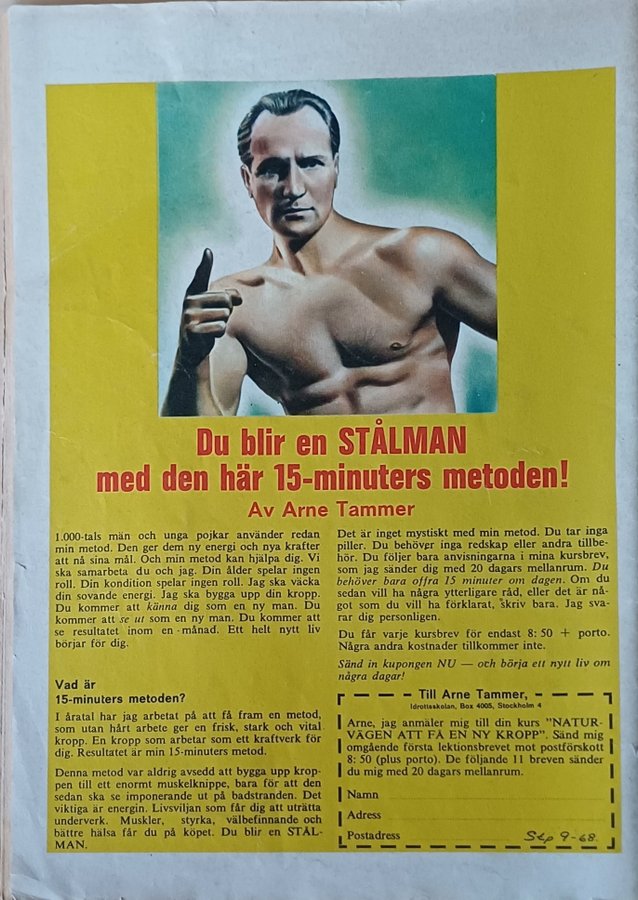 Du blir en STÅLMAN
med den här 15-minuters metoden!
Av Arne Tammer
1.000-tals män och unga pojkar använder redan
min metod. Den ger dem ny energi och nya krafter
att nå sina mål. Och min metod kan hjälpa dig. Vi
ska samarbeta du och jag. Din ålder spelar ingen
roll. Din kondition spelar ingen roll. Jag ska väcka
din sovande energi. Jag ska bygga upp din kropp.
Du kommer att känna dig som en ny man. Du
kommer att se ut som en ny man. Du kommer att
se resultatet inom en månad. Ett helt nytt liv
börjar för dig.
Vad är
15-minuters metoden?
I åratal har jag arbetat på att få fram en metod,
som utan hårt arbete ger en frisk, stark och vital
kropp. En kropp som arbetar som ett kraftverk för
dig. Resultatet är min 15-minuters metod.
Denna metod var aldrig avsedd att bygga upp krop-
pen till ett enormt muskelknippe, bara för att den
sedan ska se imponerande ut på badstranden. Det
viktiga är energin. Livsviljan som får dig att uträtta
underverk. Muskler, styrka, välbefinnande och
bättre hälsa får du på köpet. Du blir en STÅL-
MAN.
Det är inget mystiskt med min metod. Du tar inga
piller. Du behöver inga redskap eller andra tillbe-
hör. Du följer bara anvisningarna i mina kursbrev,
som jag sänder dig med 20 dagars mellanrum. Du
behöver bara offra 15 minuter om dagen. Om du
sedan vill ha några ytterligare råd, eller det är nå-
got som du vill ha förklarat, skriv bara. Jag sva-
rar dig personligen.
Du får varje kursbrev för endast 8:50 + porto.
Några andra kostnader tillkommer inte.
Sänd in kupongen NU — och börja ett nytt liv om
några dagar!
Till Arne Tammer,
Idrottsskolan, Box 4005, Stockholm 4
Arne, jag anmäler mig till din kurs "NATUR-
VÄGEN ATT FÅ EN NY KROPP". Sänd mig
omgående första lektionsbrevet mot postförskott
8:50 (plus porto). De följande 11 breven sänder
du mig med 20 dagars mellanrum.
Namn
Adress
Postadress
Stp 9-68